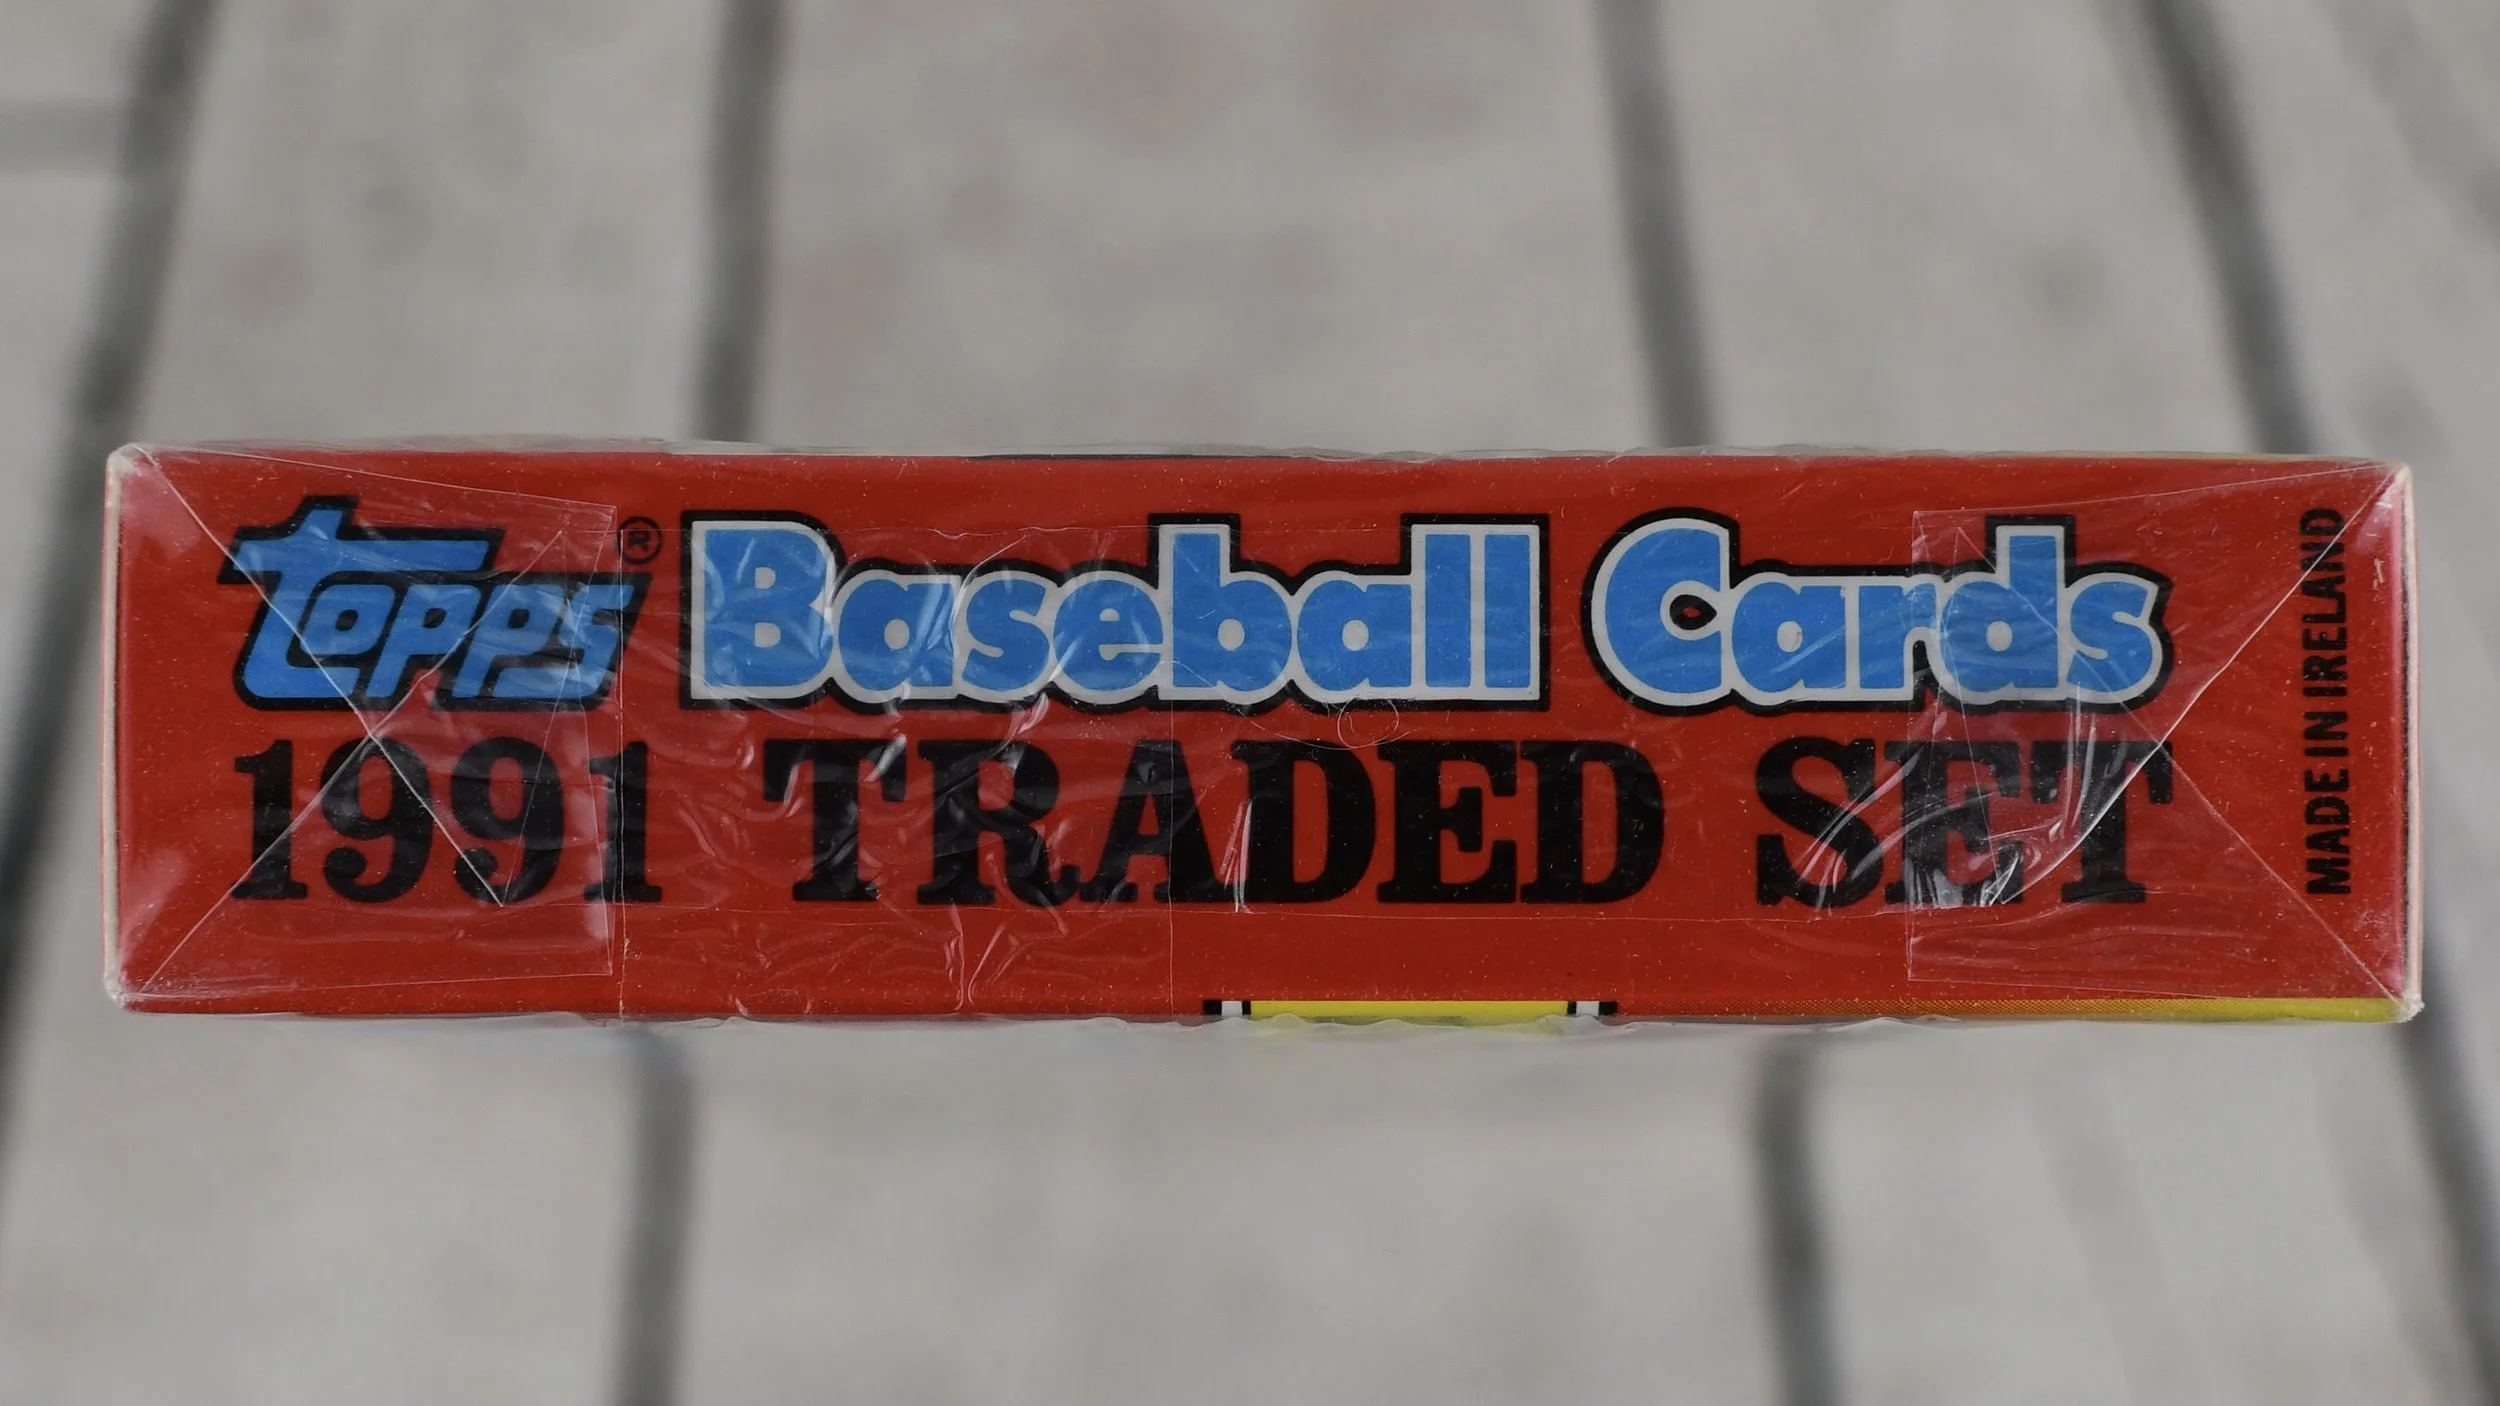 Topps® Baseball Cards
1991 TRADED SET
MADE IN IRELAND